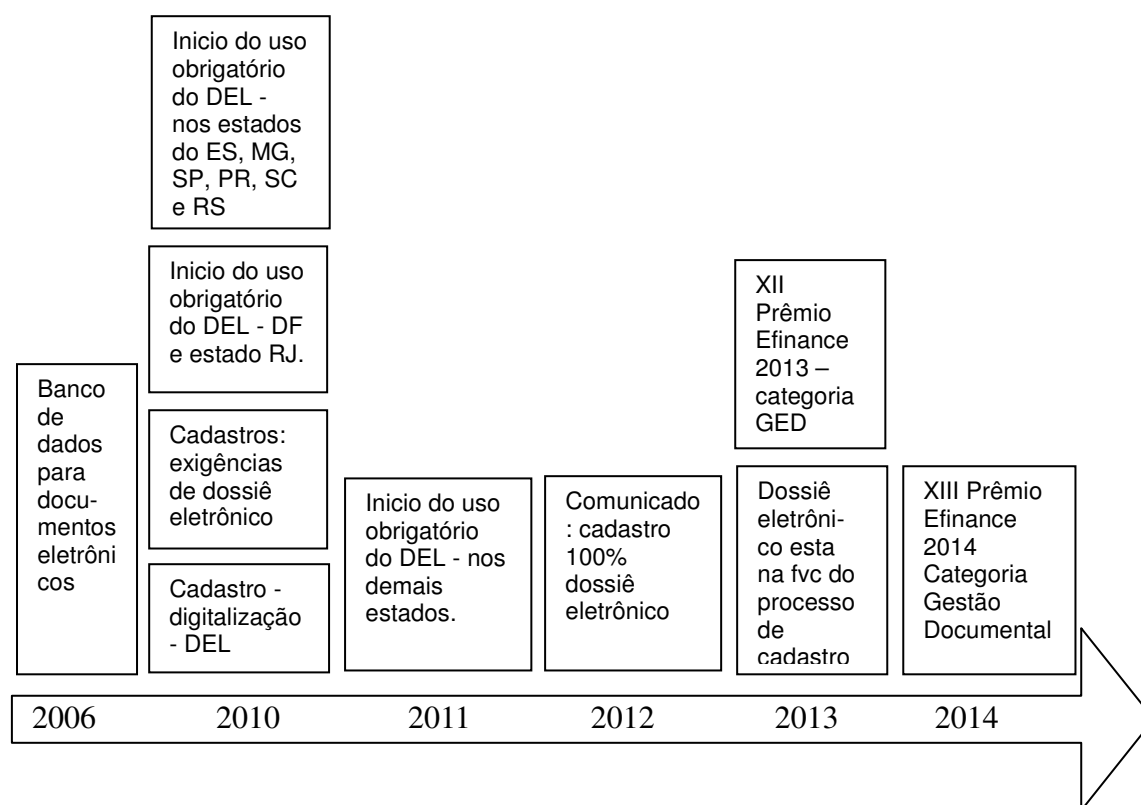 Inicio do uso
obrigatório
do DEL -
nos estados
do ES, MG,
SP, PR, SC
e RS
Inicio do uso
obrigatório
do DEL - DF
e estado RJ.
XII
Prêmio
Efinance
2013 –
categoria
GED
Banco
de
dados
para
docu-
mentos
eletrôni
cos
Cadastros:
exigências
de dossiê
eletrônico
Cadastro -
digitalização
- DEL
Inicio do uso
obrigatório
do DEL - nos
demais
estados.
Comunicado
: cadastro
100%
dossiê
eletrônico
Dossiê
eletrôni-
co esta
na fvc do
processo
de
cadastro
XIII Prêmio
Efinance
2014
Categoria
Gestão
Documental
2006
2010
2011
2012
2013
2014